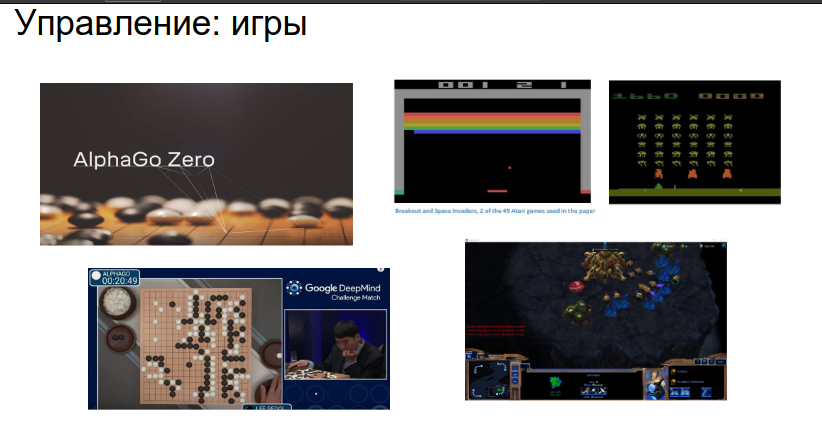 Управление: игры
AlphaGo Zero
001 2 1
1660 0000
Breakout and Space Invaders, 2 of the 49 Atari games used in the paper
ALPHAGO
00:20:49
Google DeepMind
Challenge Match
LEE SEDOL